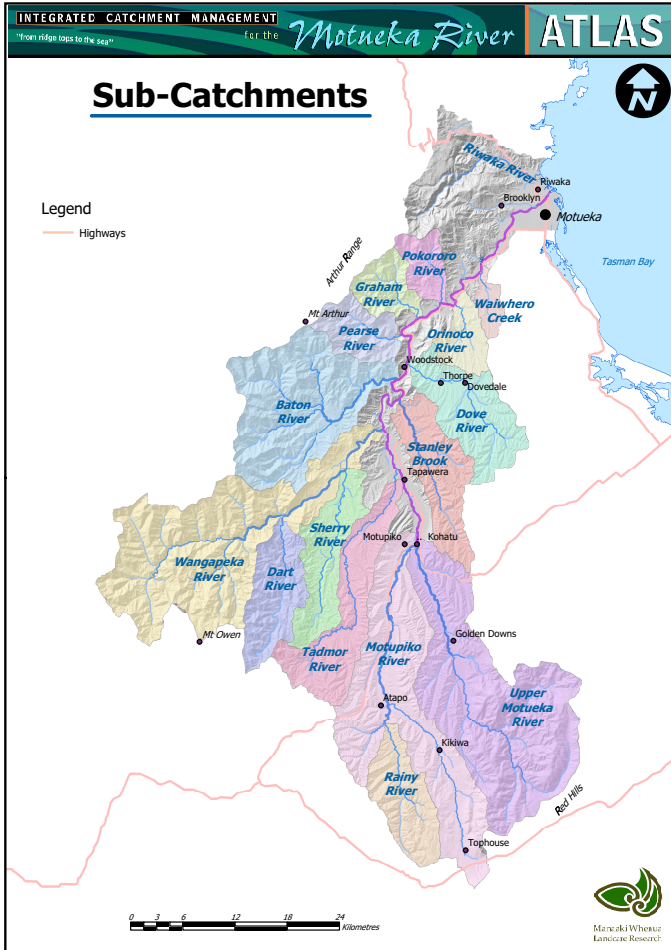 INTEGRATED CATCHMENT MANAGEMENT
for the
Motueka River
ATLAS
"from ridge tops to the sea"
Sub-Catchments
N
Legend
Highways
Riwaka River
Riwaka
Brooklyn
Motueka
Arthur Range
Pokororo
River
Tasman Bay
Graham
River
Waiwhero
Creek
Mt Arthur
Pearse
River
Orinoco
River
Woodstock
Thorpe
Dovedale
Baton
River
Dove
River
Stanley
Brook
Tapawera
Sherry
River
Motupiko
Kohatu
Wangapeka
River
Dart
River
Mt Owen
Golden Downs
Tadmor
River
Motupiko
River
Upper
Motueka
River
Atapo
Kikiwa
Rainy
River
Red Hills
Tophouse
0 3 6 12 18 24
Kilometres
Manaaki Whenua
Landcare Research